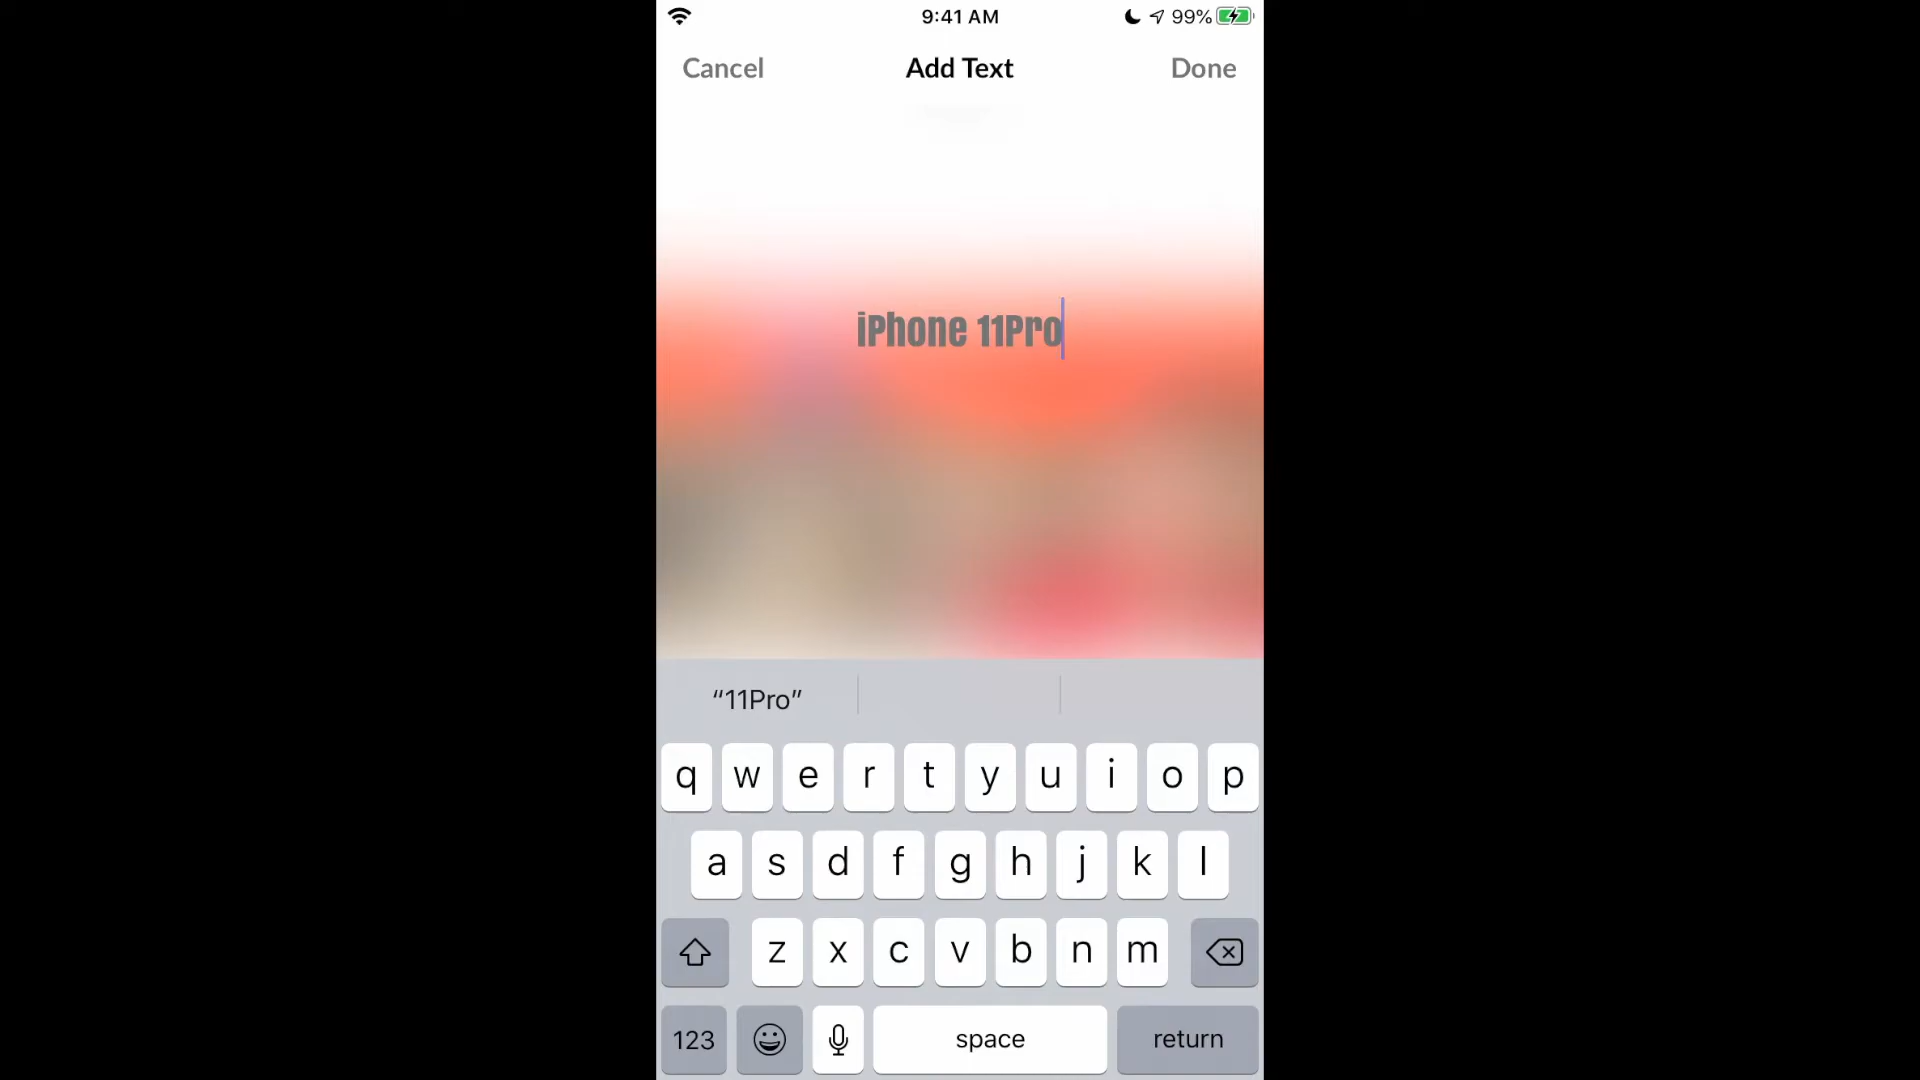 9:41 AM 99%
Cancel Add Text Done
iPhone 11Pro
“11Pro”
q w e r t y u i o p
a s d f g h j k l
z x c v b n m
123 space return